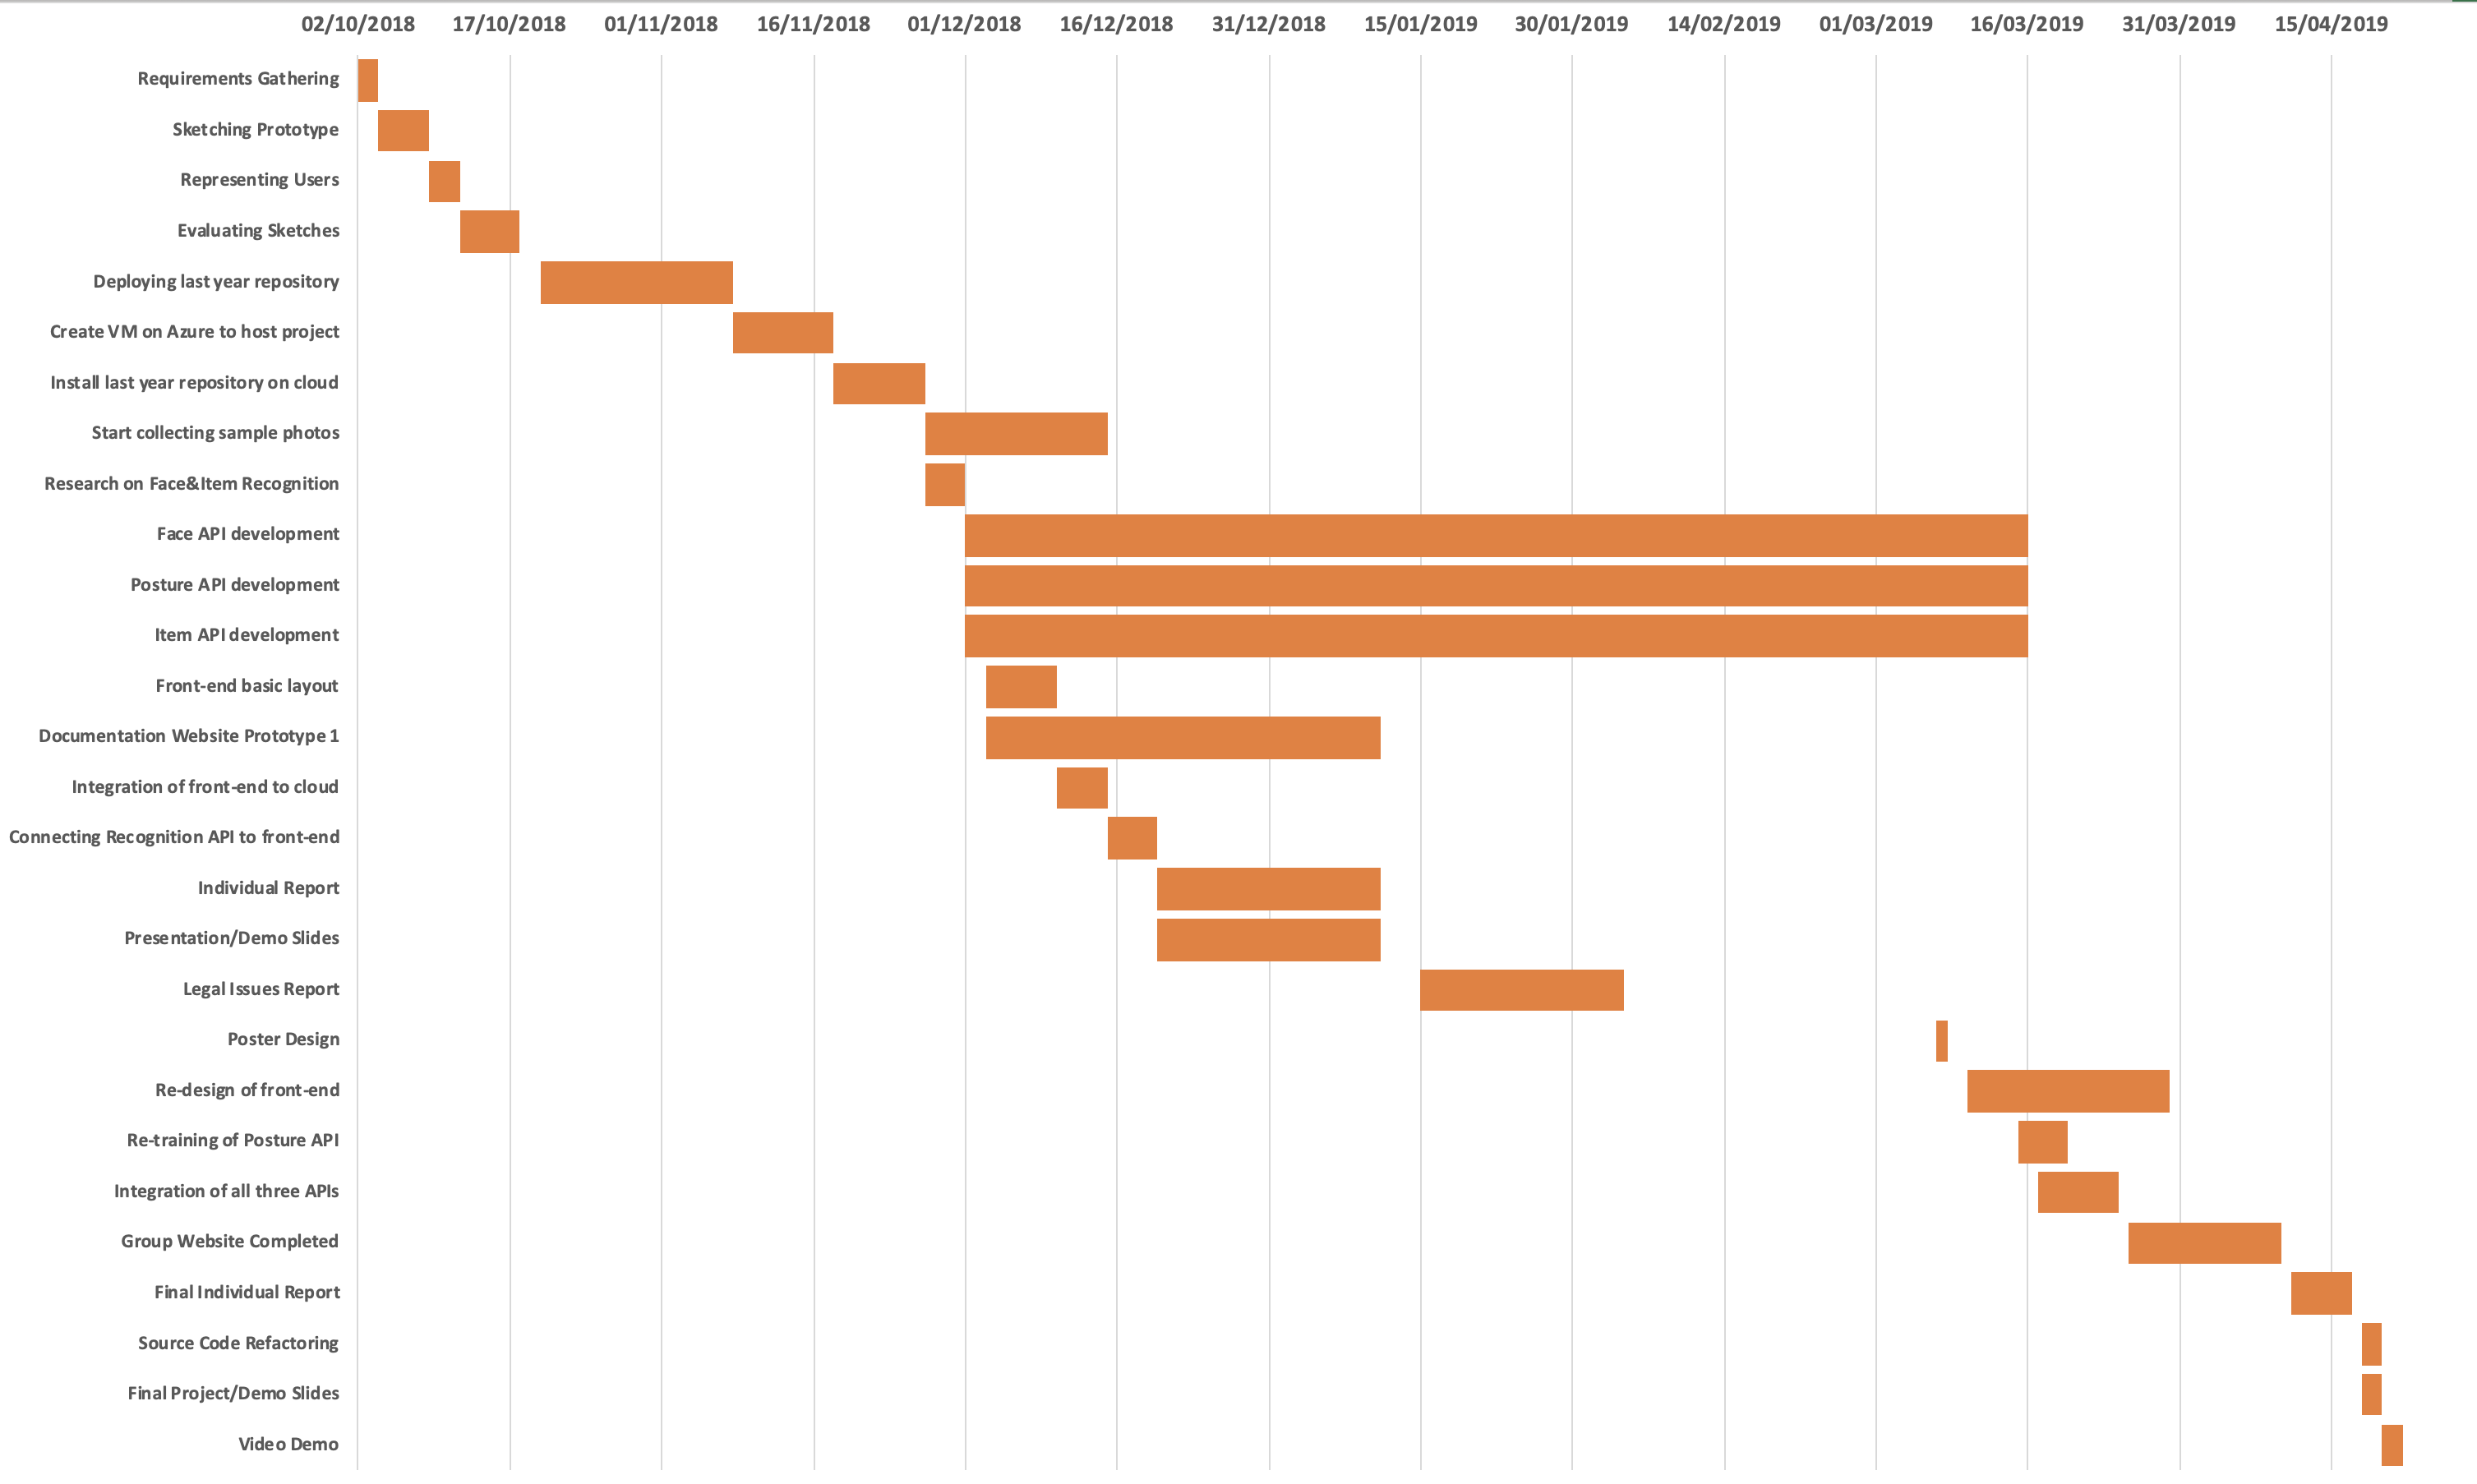 02/10/2018 17/10/2018 01/11/2018 16/11/2018 01/12/2018 16/12/2018 31/12/2018 15/01/2019 30/01/2019 14/02/2019 01/03/2019 16/03/2019 31/03/2019 15/04/2019
Requirements Gathering
Sketching Prototype
Representing Users
Evaluating Sketches
Deploying last year repository
Create VM on Azure to host project
Install last year repository on cloud
Start collecting sample photos
Research on Face&Item Recognition
Face API development
Posture API development
Item API development
Front-end basic layout
Documentation Website Prototype 1
Integration of front-end to cloud
Connecting Recognition API to front-end
Individual Report
Presentation/Demo Slides
Legal Issues Report
Poster Design
Re-design of front-end
Re-training of Posture API
Integration of all three APIs
Group Website Completed
Final Individual Report
Source Code Refactoring
Final Project/Demo Slides
Video Demo